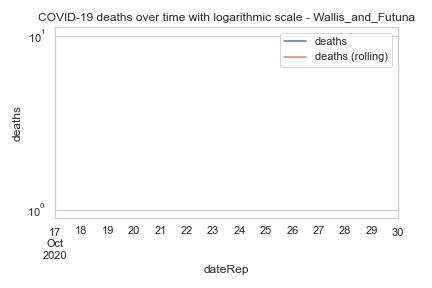 COVID-19 deaths over time with logarithmic scale - Wallis_and_Futuna
10¹
deaths
deaths (rolling)
deaths
10⁰
17 18 19 20 21 22 23 24 25 26 27 28 29 30
Oct
2020
dateRep